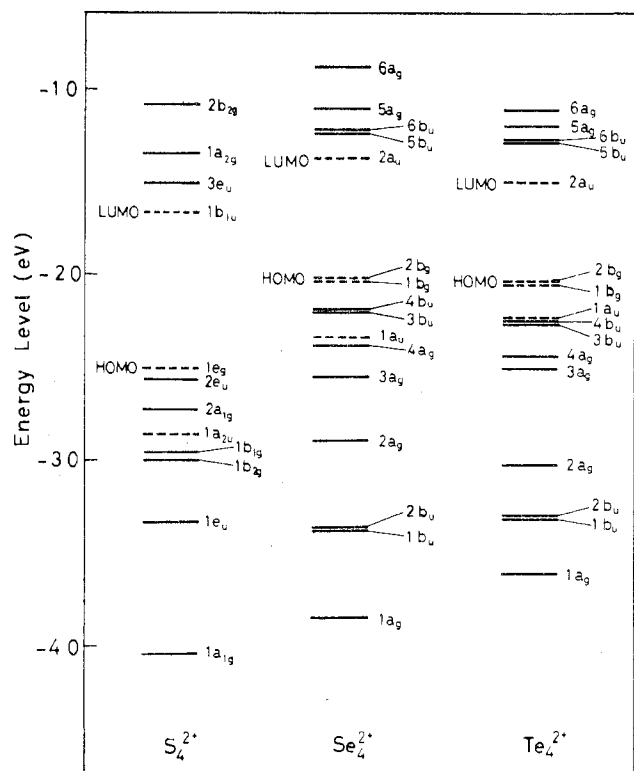 Energy Level (eV)
-10
-20
-30
-40
2b₂g
1a₂g
3eᵤ
LUMO 1b₁ᵤ
HOMO 1eg
2eᵤ
2a₁g
1a₂ᵤ
1b₁g
1b₂g
1eᵤ
1a₁g
S₄²⁺
6ag
5ag
6bᵤ
5bᵤ
LUMO 2aᵤ
2bg
HOMO 1bg
4bᵤ
3bᵤ
1aᵤ
4ag
3ag
2ag
2bᵤ
1bᵤ
1ag
Se₄²⁺
6ag
5ag
6bᵤ
5bᵤ
LUMO 2aᵤ
2bg
HOMO 1bg
1aᵤ
4bᵤ
3bᵤ
4ag
3ag
2ag
2bᵤ
1bᵤ
1ag
Te₄²⁺